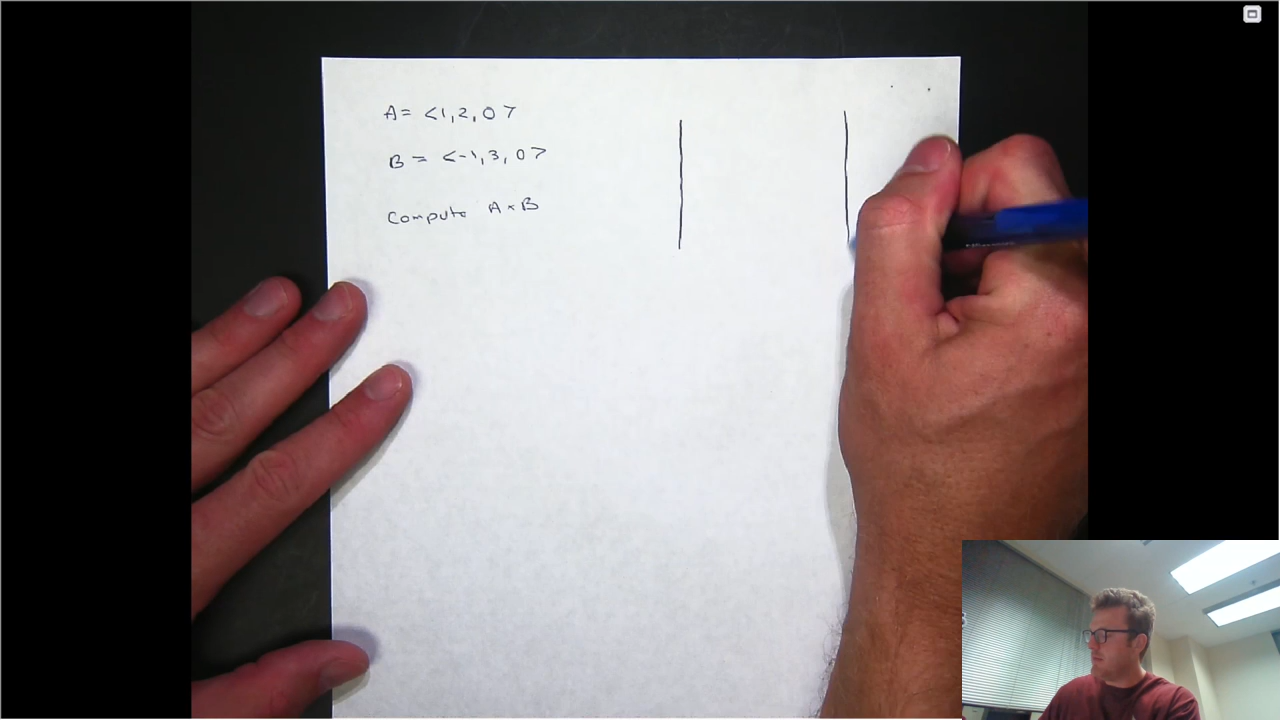 A = <1, 2, 0>
B = <-1, 3, 0>
Compute A × B